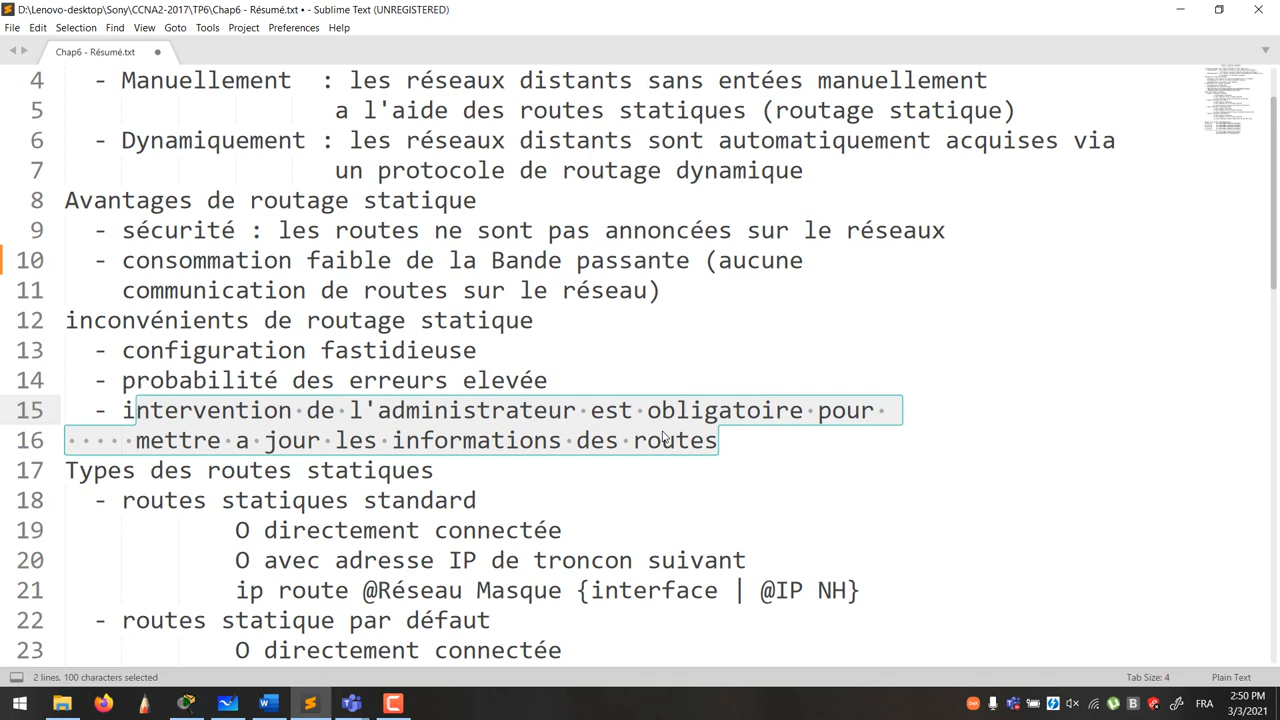 D:\Lenovo-desktop\Sony\CCNA2-2017\TP6\Chap6 - Résumé.txt • - Sublime Text (UNREGISTERED)
File Edit Selection Find View Goto Tools Project Preferences Help
Chap6 - Résumé.txt
4 - Manuellement : les réseaux distants sans entées manuellement
5 a l'aide des routes statiques (routage statique)
6 - Dynamiquement : les réseaux distants sont automatiquement acquises via
7 un protocole de routage dynamique
8 Avantages de routage statique
9 - sécurité : les routes ne sont pas annoncées sur le réseaux
10 - consommation faible de la Bande passante (aucune
11 communication de routes sur le réseau)
12 inconvénients de routage statique
13 - configuration fastidieuse
14 - probabilité des erreurs elevée
15 - intervention de l'administrateur est obligatoire pour
16 mettre a jour les informations des routes
17 Types des routes statiques
18 - routes statiques standard
19 O directement connectée
20 O avec adresse IP de troncon suivant
21 ip route @Réseau Masque {interface | @IP NH}
22 - routes statique par défaut
23 O directement connectée
2 lines, 100 characters selected
Tab Size: 4
Plain Text
FRA
2:50 PM
3/3/2021